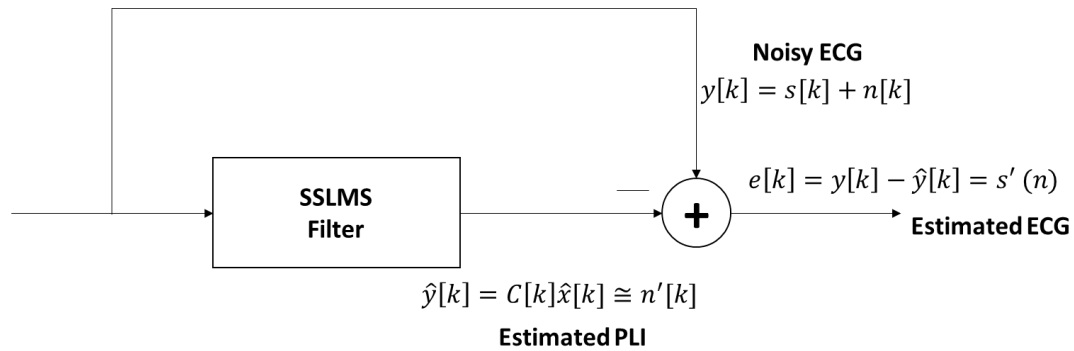 Noisy ECG
y[k] = s[k] + n[k]
SSLMS
Filter
—
+
e[k] = y[k] − ŷ[k] = s′ (n)
Estimated ECG
ŷ[k] = C[k]x̂[k] ≅ n′[k]
Estimated PLI